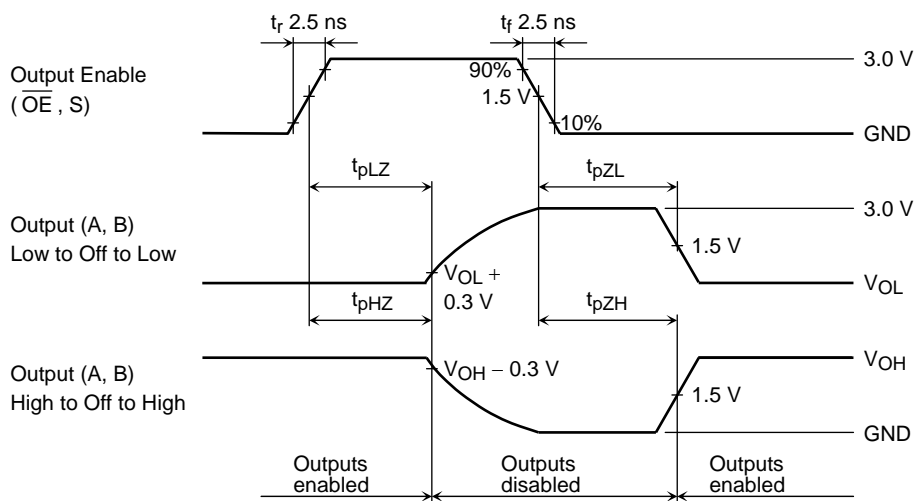 tr 2.5 ns
tf 2.5 ns
Output Enable
( OE , S)
90%
1.5 V
10%
3.0 V
GND
tpLZ
tpZL
Output (A, B)
Low to Off to Low
3.0 V
1.5 V
VOL +
0.3 V
VOL
tpHZ
tpZH
Output (A, B)
High to Off to High
VOH − 0.3 V
VOH
1.5 V
GND
Outputs
enabled
Outputs
disabled
Outputs
enabled